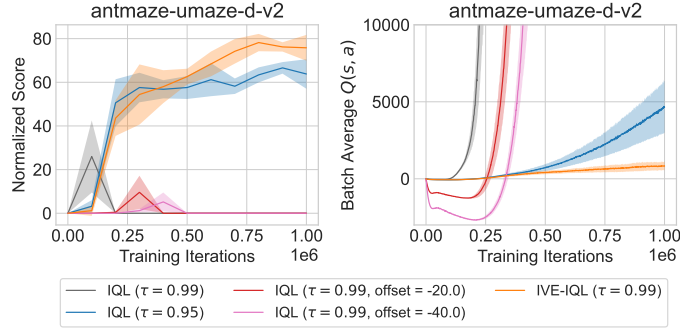 antmaze-umaze-d-v2
Normalized Score
80
60
40
20
0
0.00 0.25 0.50 0.75 1.00
1e6
Training Iterations
antmaze-umaze-d-v2
Batch Average Q(s, a)
10000
5000
0
0.00 0.25 0.50 0.75 1.00
1e6
Training Iterations
IQL (τ = 0.99)
IQL (τ = 0.95)
IQL (τ = 0.99, offset = -20.0)
IQL (τ = 0.99, offset = -40.0)
IVE-IQL (τ = 0.99)